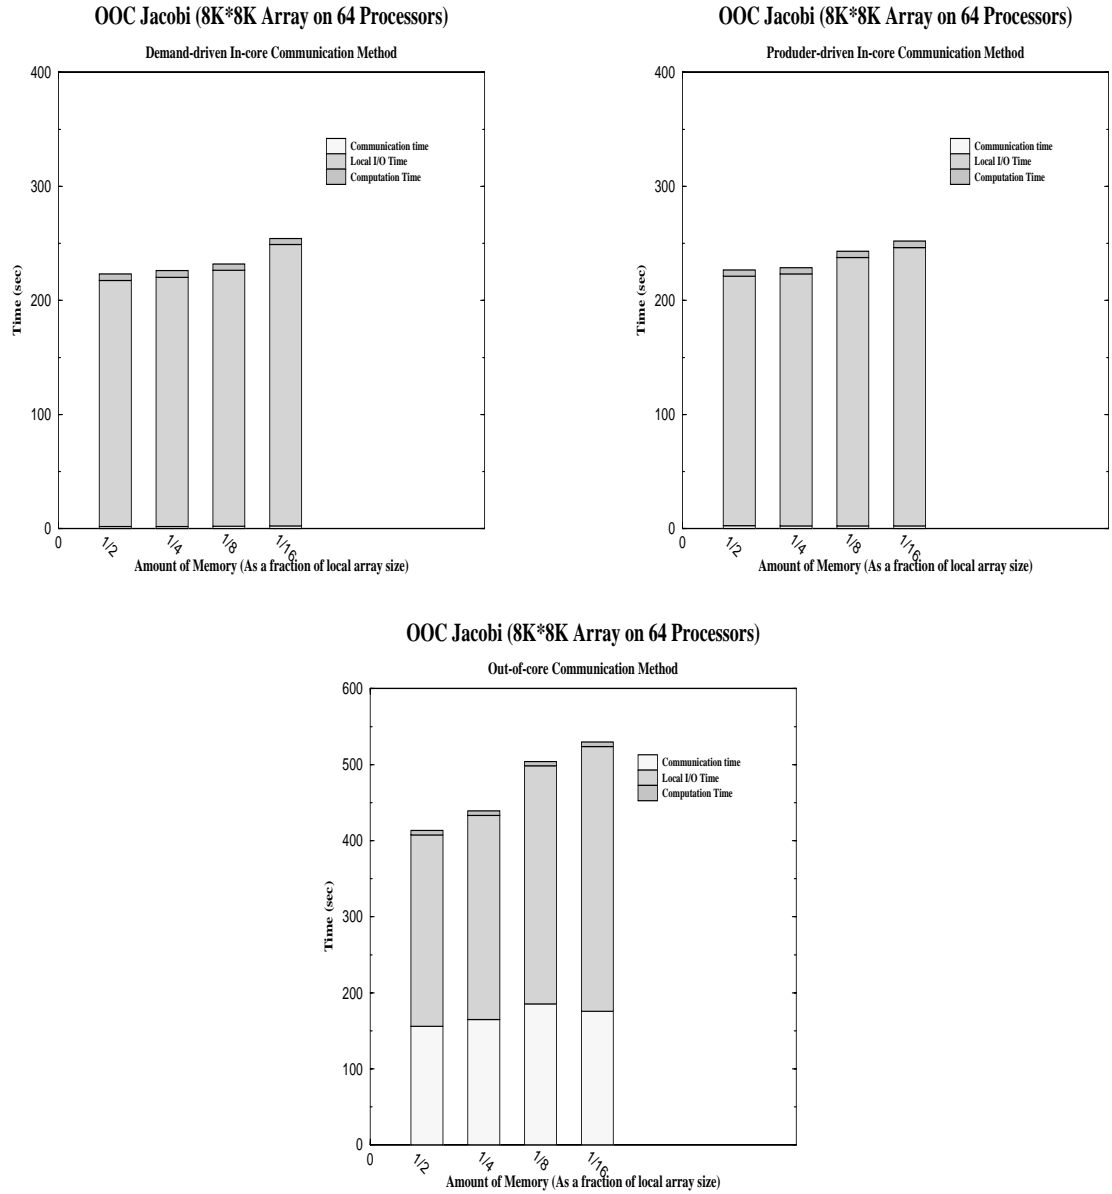 OOC Jacobi (8K*8K Array on 64 Processors)
Demand-driven In-core Communication Method
400
300
200
100
0
Time (sec)
Communication time
Local I/O Time
Computation Time
0
1/2
1/4
1/8
1/16
Amount of Memory (As a fraction of local array size)
OOC Jacobi (8K*8K Array on 64 Processors)
Produder-driven In-core Communication Method
400
300
200
100
0
Time (sec)
Communication time
Local I/O Time
Computation Time
0
1/2
1/4
1/8
1/16
Amount of Memory (As a fraction of local array size)
OOC Jacobi (8K*8K Array on 64 Processors)
Out-of-core Communication Method
600
500
400
300
200
100
0
Time (sec)
Communication time
Local I/O Time
Computation Time
0
1/2
1/4
1/8
1/16
Amount of Memory (As a fraction of local array size)